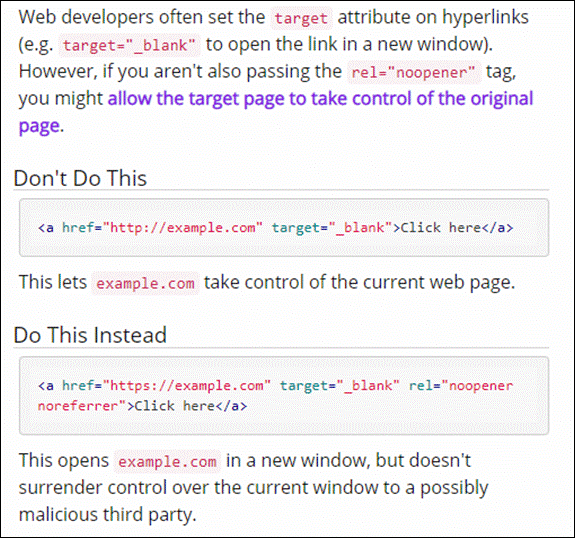 Web developers often set the target attribute on hyperlinks
(e.g. target="_blank" to open the link in a new window).
However, if you aren't also passing the rel="noopener" tag,
you might allow the target page to take control of the original
page.
Don't Do This
<a href="http://example.com" target="_blank">Click here</a>
This lets example.com take control of the current web page.
Do This Instead
<a href="https://example.com" target="_blank" rel="noopener
noreferrer">Click here</a>
This opens example.com in a new window, but doesn't
surrender control over the current window to a possibly
malicious third party.